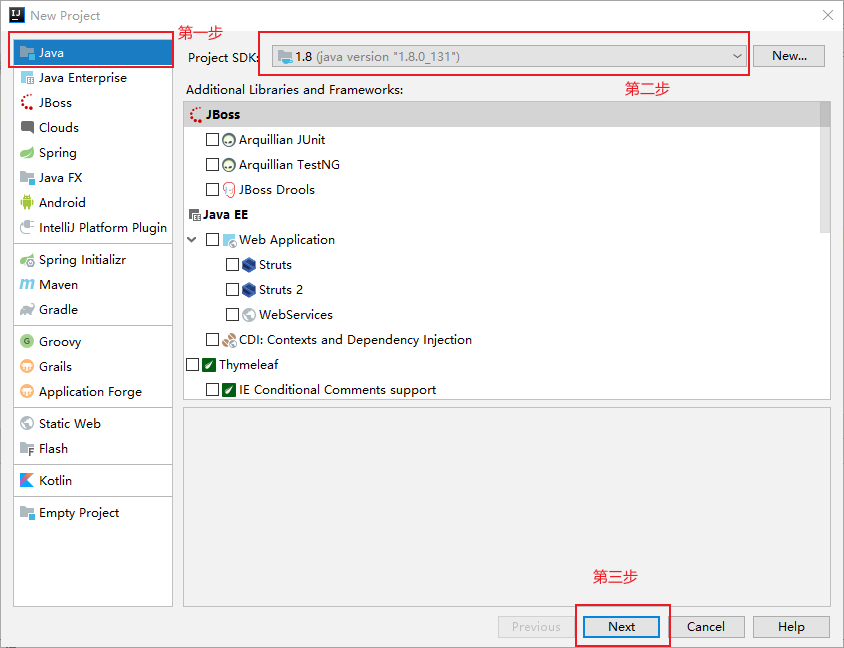 New Project
第一步
Java
Java Enterprise
JBoss
Clouds
Spring
Java FX
Android
IntelliJ Platform Plugin
Spring Initializr
Maven
Gradle
Groovy
Grails
Application Forge
Static Web
Flash
Kotlin
Empty Project
Project SDK: 1.8 (java version "1.8.0_131") New...
第二步
Additional Libraries and Frameworks:
JBoss
Arquillian JUnit
Arquillian TestNG
JBoss Drools
Java EE
Web Application
Struts
Struts 2
WebServices
CDI: Contexts and Dependency Injection
Thymeleaf
IE Conditional Comments support
第三步
Previous Next Cancel Help